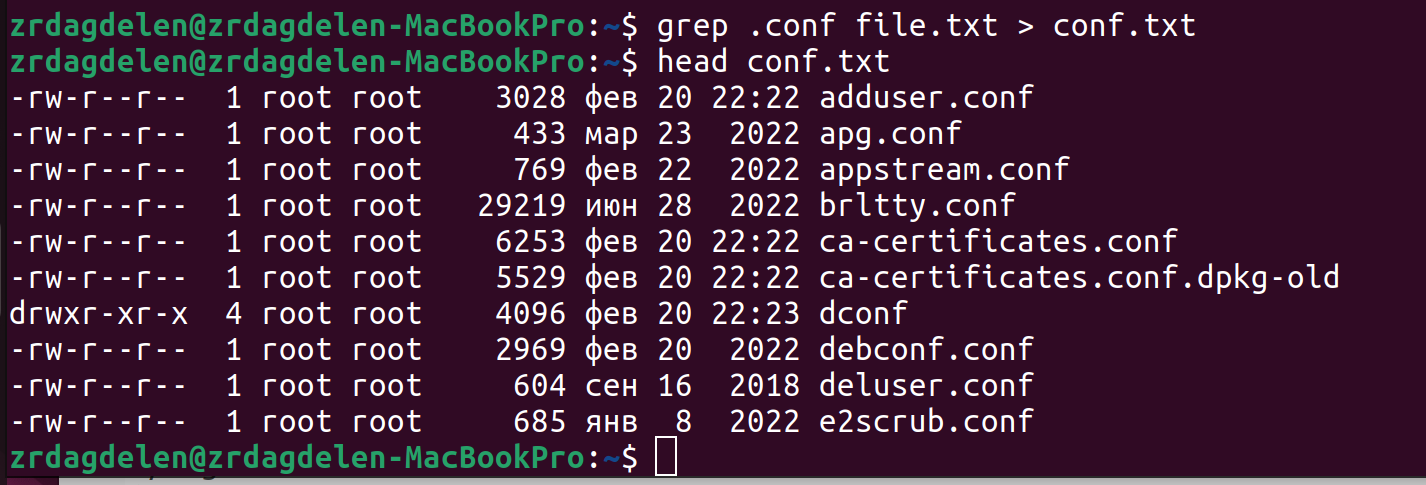 zrdagdelen@zrdagdelen-MacBookPro:~$ grep .conf file.txt > conf.txt
zrdagdelen@zrdagdelen-MacBookPro:~$ head conf.txt
-rw-r--r--  1 root root    3028 фев 20 22:22 adduser.conf
-rw-r--r--  1 root root     433 мар 23  2022 apg.conf
-rw-r--r--  1 root root     769 фев 22  2022 appstream.conf
-rw-r--r--  1 root root   29219 июн 28  2022 brltty.conf
-rw-r--r--  1 root root    6253 фев 20 22:22 ca-certificates.conf
-rw-r--r--  1 root root    5529 фев 20 22:22 ca-certificates.conf.dpkg-old
drwxr-xr-x  4 root root    4096 фев 20 22:23 dconf
-rw-r--r--  1 root root    2969 фев 20  2022 debconf.conf
-rw-r--r--  1 root root     604 сен 16  2018 deluser.conf
-rw-r--r--  1 root root     685 янв  8  2022 e2scrub.conf
zrdagdelen@zrdagdelen-MacBookPro:~$